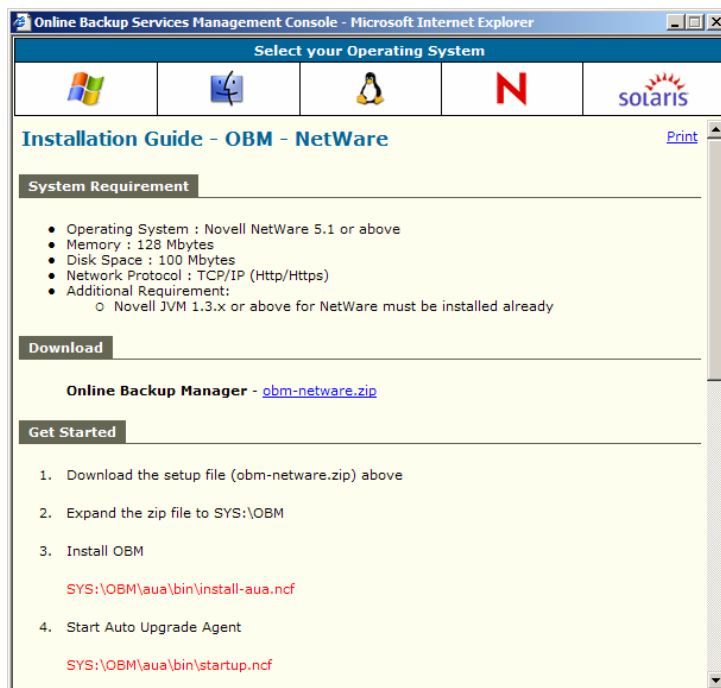 Online Backup Services Management Console - Microsoft Internet Explorer
Select your Operating System
N
solaris
Installation Guide - OBM - NetWare
Print
System Requirement
• Operating System : Novell NetWare 5.1 or above
• Memory : 128 Mbytes
• Disk Space : 100 Mbytes
• Network Protocol : TCP/IP (Http/Https)
• Additional Requirement:
○ Novell JVM 1.3.x or above for NetWare must be installed already
Download
Online Backup Manager - obm-netware.zip
Get Started
1. Download the setup file (obm-netware.zip) above
2. Expand the zip file to SYS:\OBM
3. Install OBM
SYS:\OBM\aua\bin\install-aua.ncf
4. Start Auto Upgrade Agent
SYS:\OBM\aua\bin\startup.ncf